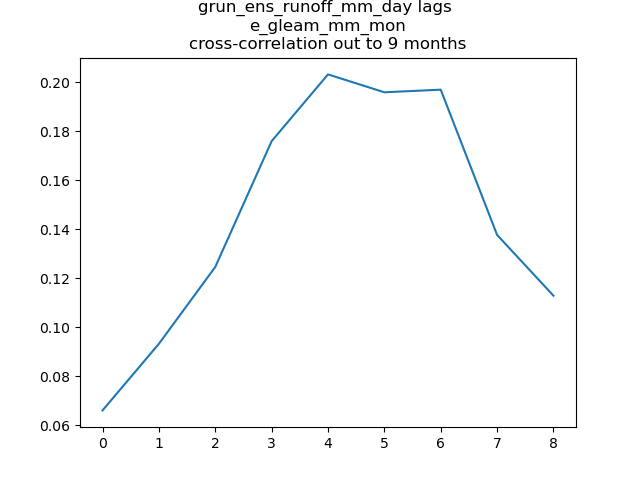 grun_ens_runoff_mm_day lags
e_gleam_mm_mon
cross-correlation out to 9 months
0.20
0.18
0.16
0.14
0.12
0.10
0.08
0.06
0 1 2 3 4 5 6 7 8